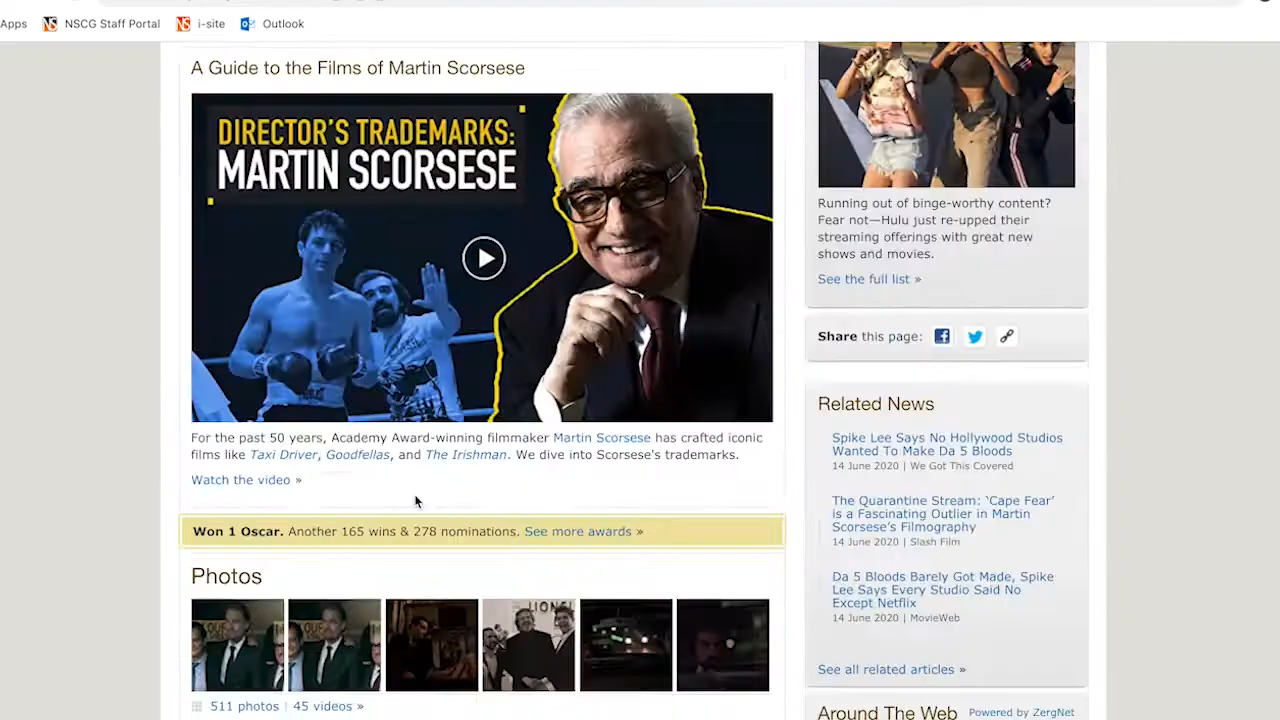 Apps NSCG Staff Portal i-site Outlook
A Guide to the Films of Martin Scorsese
DIRECTOR'S TRADEMARKS:
MARTIN SCORSESE
For the past 50 years, Academy Award-winning filmmaker Martin Scorsese has crafted iconic
films like Taxi Driver, Goodfellas, and The Irishman. We dive into Scorsese's trademarks.
Watch the video »
Won 1 Oscar. Another 165 wins & 278 nominations. See more awards »
Photos
LIONEL
511 photos | 45 videos »
Running out of binge-worthy content?
Fear not—Hulu just re-upped their
streaming offerings with great new
shows and movies.
See the full list »
Share this page:
Related News
Spike Lee Says No Hollywood Studios
Wanted To Make Da 5 Bloods
14 June 2020 | We Got This Covered
The Quarantine Stream: ‘Cape Fear’
is a Fascinating Outlier in Martin
Scorsese’s Filmography
14 June 2020 | Slash Film
Da 5 Bloods Barely Got Made, Spike
Lee Says Every Studio Said No
Except Netflix
14 June 2020 | MovieWeb
See all related articles »
Around The Web Powered by ZergNet